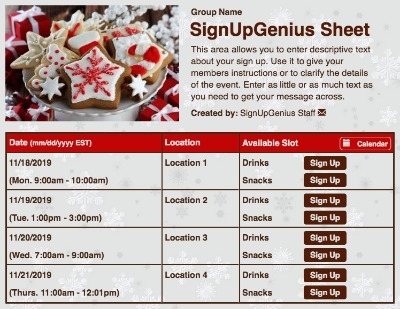 Group Name
SignUpGenius Sheet
This area allows you to enter descriptive text
about your sign up. Use it to give your
members instructions or to clarify the details
of the event. Enter as little or as much text as
you need to get your message across.
Created by: SignUpGenius Staff
Date (mm/dd/yyyy EST) Location Available Slot Calendar
11/18/2019 Location 1 Drinks Sign Up
(Mon. 9:00am - 10:00am) Snacks Sign Up
11/19/2019 Location 2 Drinks Sign Up
(Tue. 1:00pm - 3:00pm) Snacks Sign Up
11/20/2019 Location 3 Drinks Sign Up
(Wed. 7:00am - 9:00am) Snacks Sign Up
11/21/2019 Location 4 Drinks Sign Up
(Thurs. 11:00am - 12:01pm) Snacks Sign Up